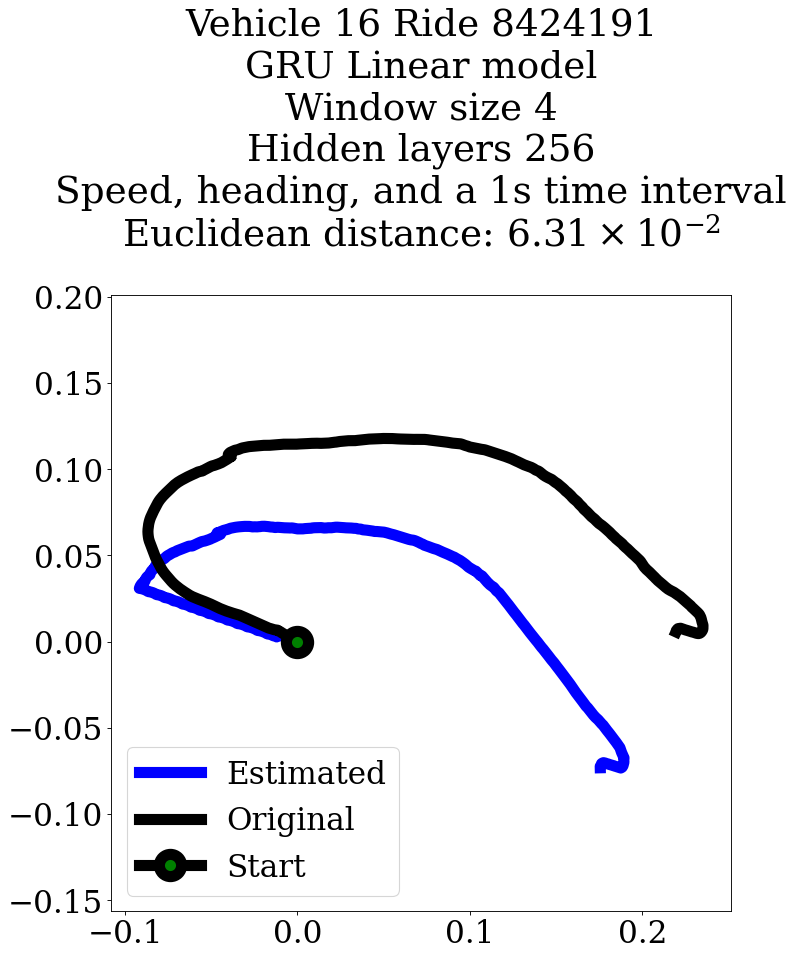 Vehicle 16 Ride 8424191
GRU Linear model
Window size 4
Hidden layers 256
Speed, heading, and a 1s time interval
Euclidean distance: 6.31 × 10⁻²
0.20
0.15
0.10
0.05
0.00
−0.05
−0.10
−0.15
Estimated
Original
Start
−0.1
0.0
0.1
0.2